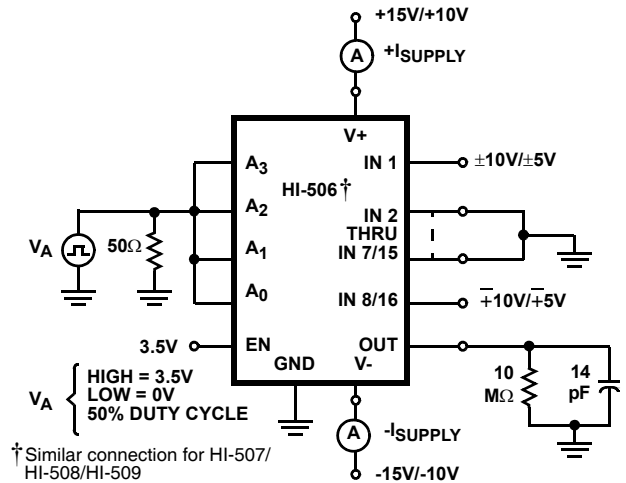 +15V/+10V
A
+ISUPPLY
V+
A3
IN 1
±10V/±5V
HI-506†
A2
IN 2
THRU
VA
50Ω
A1
IN 7/15
A0
IN 8/16
∓10V/∓5V
3.5V
EN
OUT
GND
V-
10
MΩ
14
pF
VA
HIGH = 3.5V
LOW = 0V
50% DUTY CYCLE
A
-ISUPPLY
†Similar connection for HI-507/
HI-508/HI-509
-15V/-10V